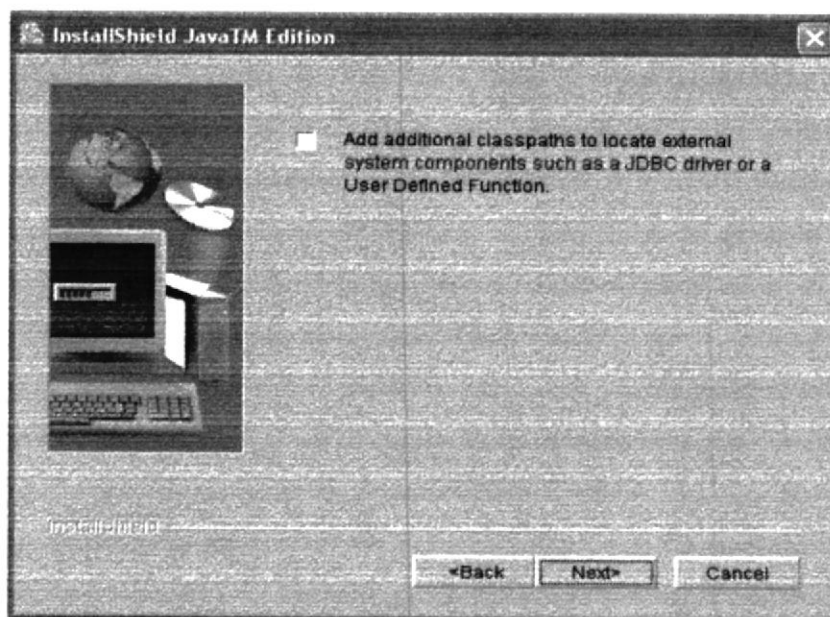 InstallShield JavaTM Edition
Add additional classpaths to locate external
system components such as a JDBC driver or a
User Defined Function.
InstallShield
<Back
Next>
Cancel